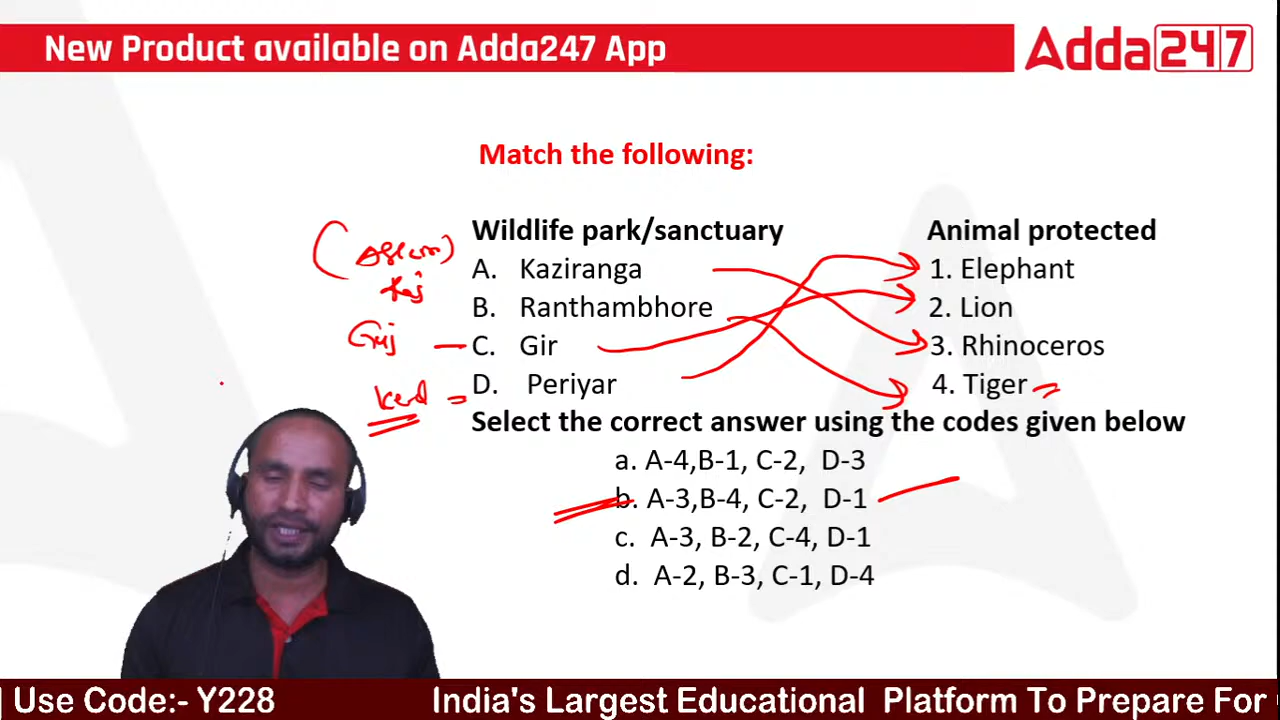 New Product available on Adda247 App
Adda247
Match the following:
Wildlife park/sanctuary Animal protected
(Assam)
A. Kaziranga 1. Elephant
Raj
B. Ranthambhore 2. Lion
Guj
C. Gir 3. Rhinoceros
D. Periyar 4. Tiger
Select the correct answer using the codes given below
a. A-4,B-1, C-2, D-3
b. A-3,B-4, C-2, D-1
c. A-3, B-2, C-4, D-1
d. A-2, B-3, C-1, D-4
Use Code:- Y228 India's Largest Educational Platform To Prepare For